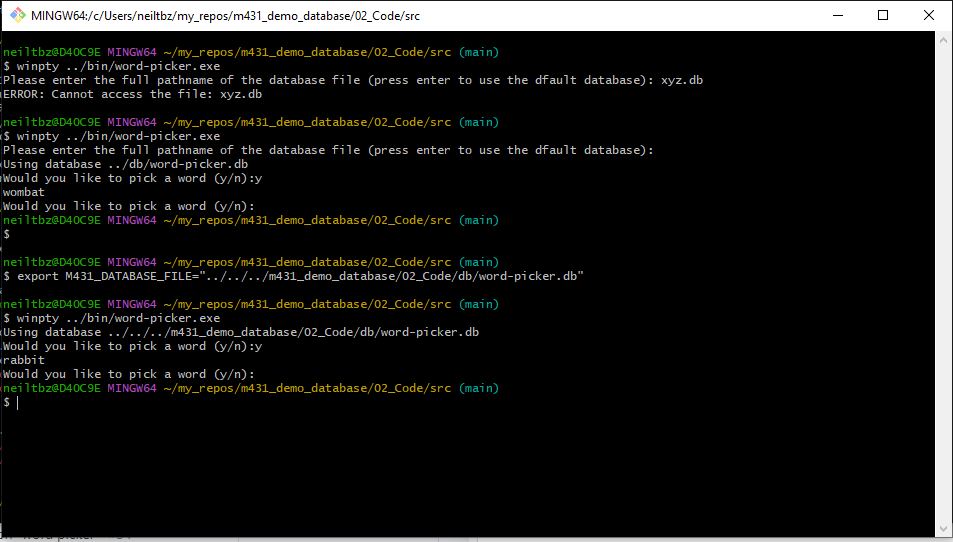 MINGW64:/c/Users/neiltbz/my_repos/m431_demo_database/02_Code/src
neiltbz@D40C9E MINGW64 ~/my_repos/m431_demo_database/02_Code/src (main)
$ winpty ../bin/word-picker.exe
Please enter the full pathname of the database file (press enter to use the dfault database): xyz.db
ERROR: Cannot access the file: xyz.db
neiltbz@D40C9E MINGW64 ~/my_repos/m431_demo_database/02_Code/src (main)
$ winpty ../bin/word-picker.exe
Please enter the full pathname of the database file (press enter to use the dfault database):
Using database ../db/word-picker.db
Would you like to pick a word (y/n):y
wombat
Would you like to pick a word (y/n):
neiltbz@D40C9E MINGW64 ~/my_repos/m431_demo_database/02_Code/src (main)
$
neiltbz@D40C9E MINGW64 ~/my_repos/m431_demo_database/02_Code/src (main)
$ export M431_DATABASE_FILE="../../../m431_demo_database/02_Code/db/word-picker.db"
neiltbz@D40C9E MINGW64 ~/my_repos/m431_demo_database/02_Code/src (main)
$ winpty ../bin/word-picker.exe
Using database ../../../m431_demo_database/02_Code/db/word-picker.db
Would you like to pick a word (y/n):y
rabbit
Would you like to pick a word (y/n):
neiltbz@D40C9E MINGW64 ~/my_repos/m431_demo_database/02_Code/src (main)
$